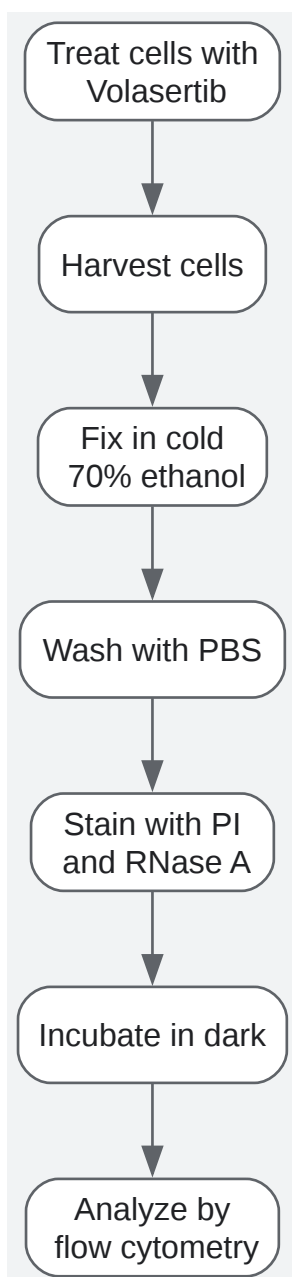 Treat cells with
Volasertib
Harvest cells
Fix in cold
70% ethanol
Wash with PBS
Stain with PI
and RNase A
Incubate in dark
Analyze by
flow cytometry